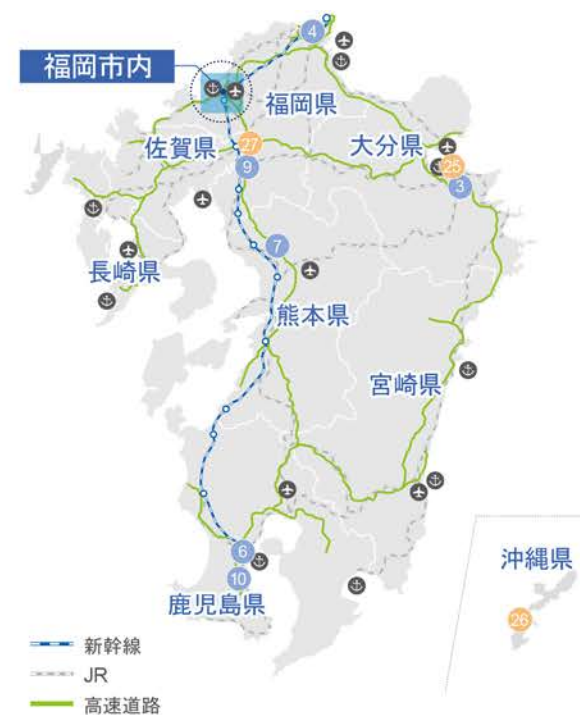 4
福岡市内
福岡県
佐賀県
27
大分県
25
9
3
7
長崎県
熊本県
宮崎県
6
10
鹿児島県
沖縄県
26
新幹線
JR
高速道路